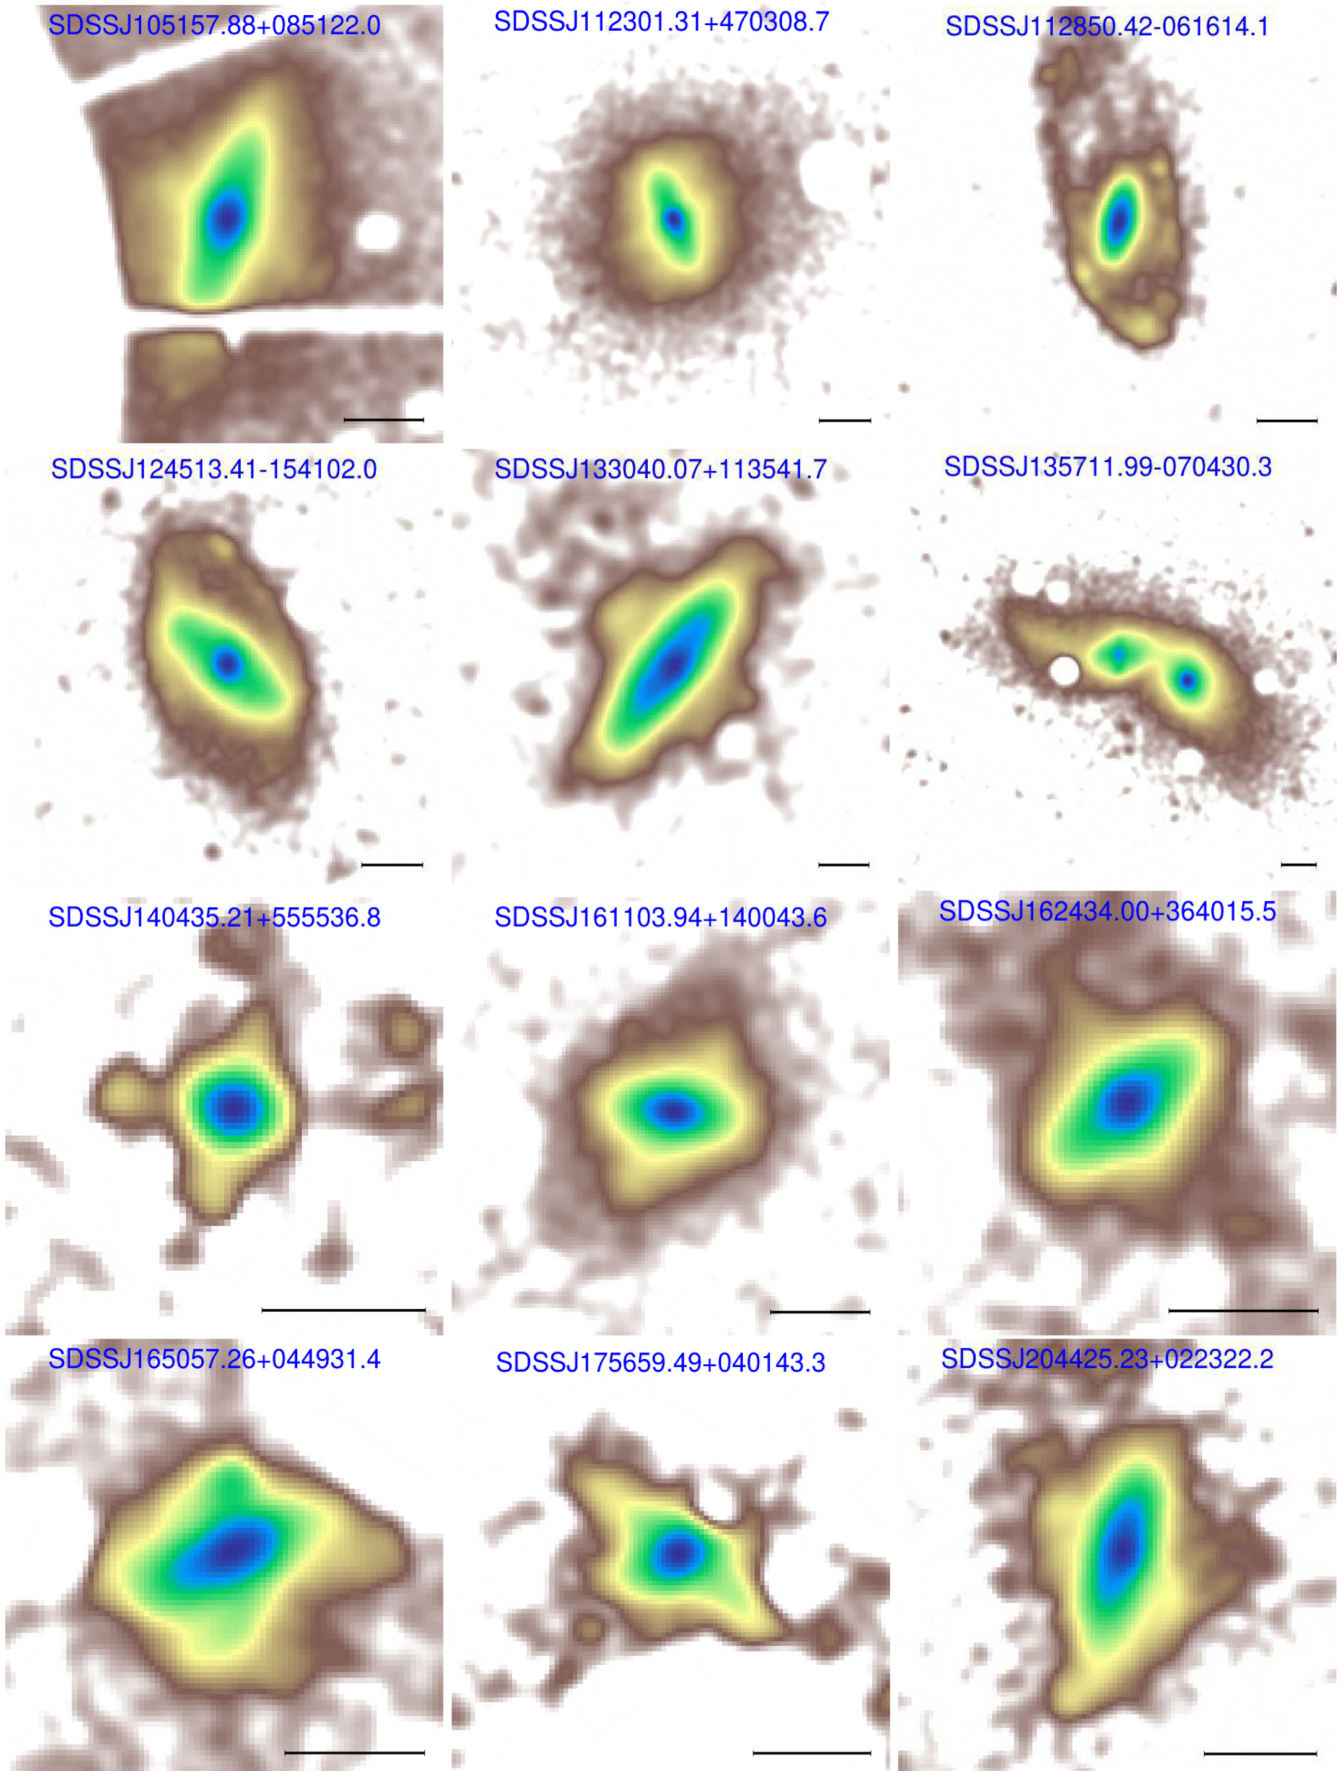 SDSSJ105157.88+085122.0
SDSSJ112301.31+470308.7
SDSSJ112850.42-061614.1
SDSSJ124513.41-154102.0
SDSSJ133040.07+113541.7
SDSSJ135711.99-070430.3
SDSSJ140435.21+555536.8
SDSSJ161103.94+140043.6
SDSSJ162434.00+364015.5
SDSSJ165057.26+044931.4
SDSSJ175659.49+040143.3
SDSSJ204425.23+022322.2